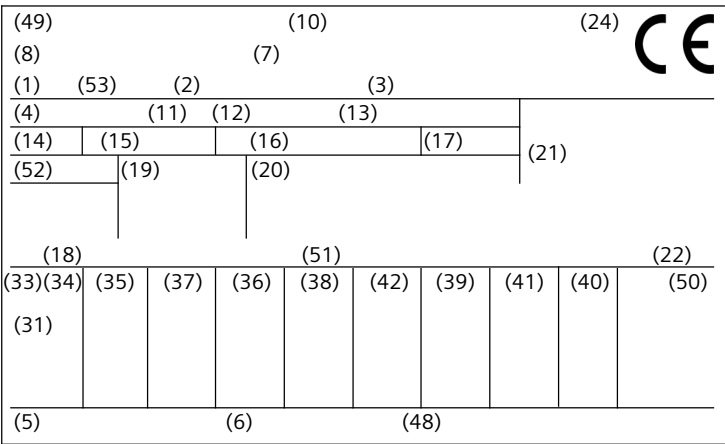 (49) (10) (24) CE
(8) (7)
(1) (53) (2) (3)
(4) (11) (12) (13)
(14) (15) (16) (17)
(21)
(52) (19) (20)
(18) (51) (22)
(33)(34) (35) (37) (36) (38) (42) (39) (41) (40) (50)
(31)
(5) (6) (48)